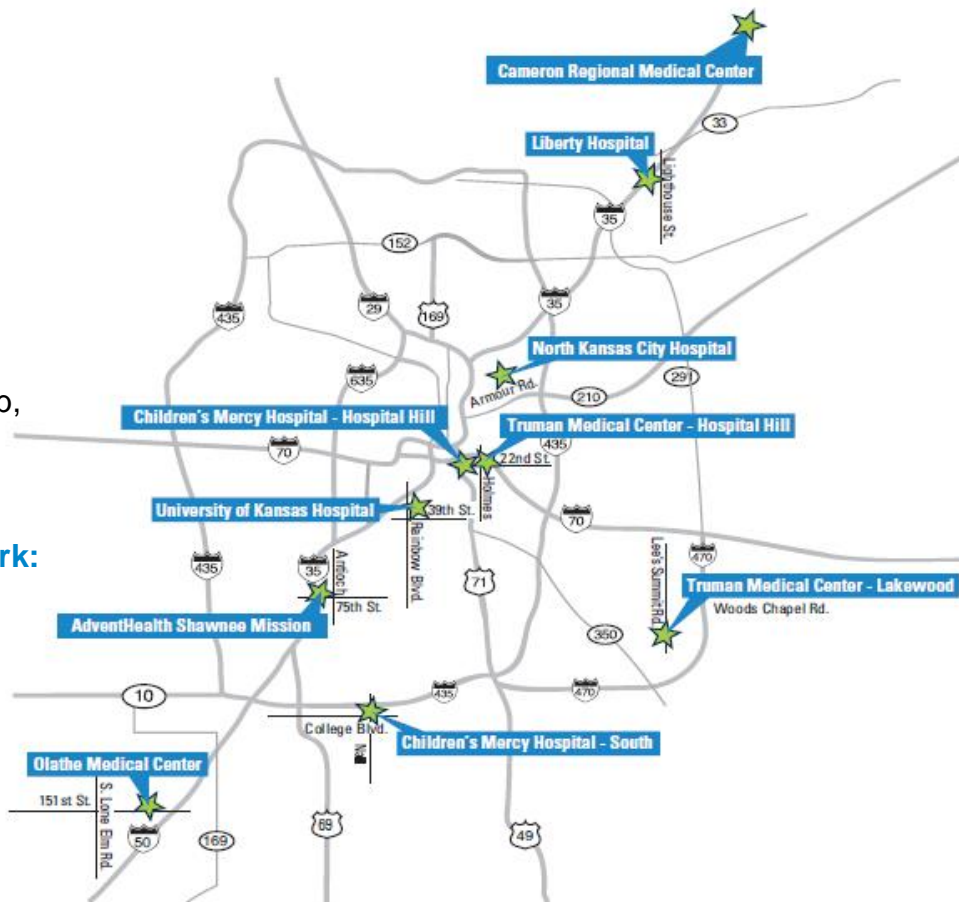 Cameron Regional Medical Center
33
Liberty Hospital
Lighthouse St.
35
152
435
29
169
35
North Kansas City Hospital
635
Armour Rd.
210
291
o,
Children's Mercy Hospital - Hospital Hill
Truman Medical Center - Hospital Hill
70
435
22nd St.
Holmes
University of Kansas Hospital
39th St.
70
Rainbow Blvd.
rk:
435
35
Antioch
71
Lee's Summit Rd.
470
Truman Medical Center - Lakewood
75th St.
Woods Chapel Rd.
AdventHealth Shawnee Mission
350
10
435
470
College Blvd.
Nall
Children's Mercy Hospital - South
Olathe Medical Center
151st St.
S. Lone Elm Rd.
50
169
69
49